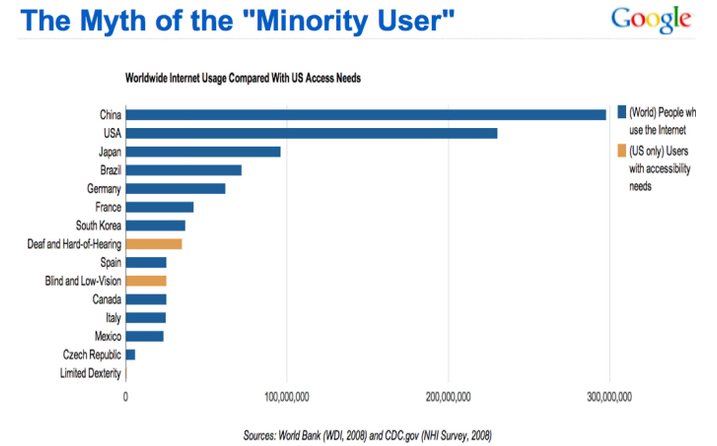 The Myth of the "Minority User"
Google
Worldwide Internet Usage Compared With US Access Needs
China
USA
Japan
Brazil
Germany
France
South Korea
Deaf and Hard-of-Hearing
Spain
Blind and Low-Vision
Canada
Italy
Mexico
Czech Republic
Limited Dexterity
0
100,000,000
200,000,000
300,000,000
(World) People wh
use the Internet
(US only) Users
with accessibility
needs
Sources: World Bank (WDI, 2008) and CDC.gov (NHI Survey, 2008)